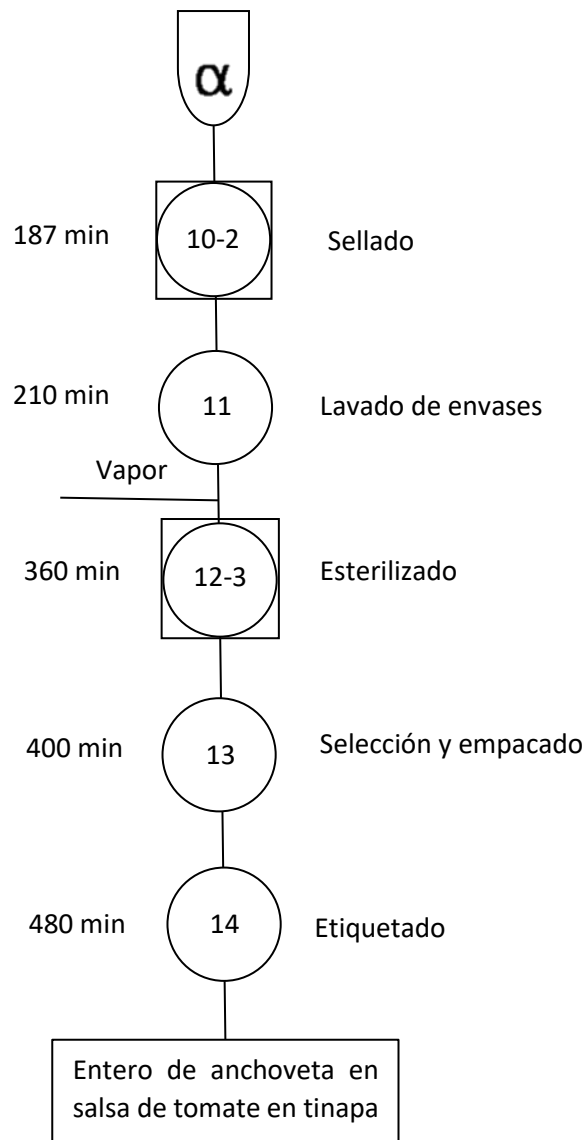 α
187 min 10-2 Sellado
210 min 11 Lavado de envases
Vapor
360 min 12-3 Esterilizado
400 min 13 Selección y empacado
480 min 14 Etiquetado
Entero de anchoveta en
salsa de tomate en tinapa